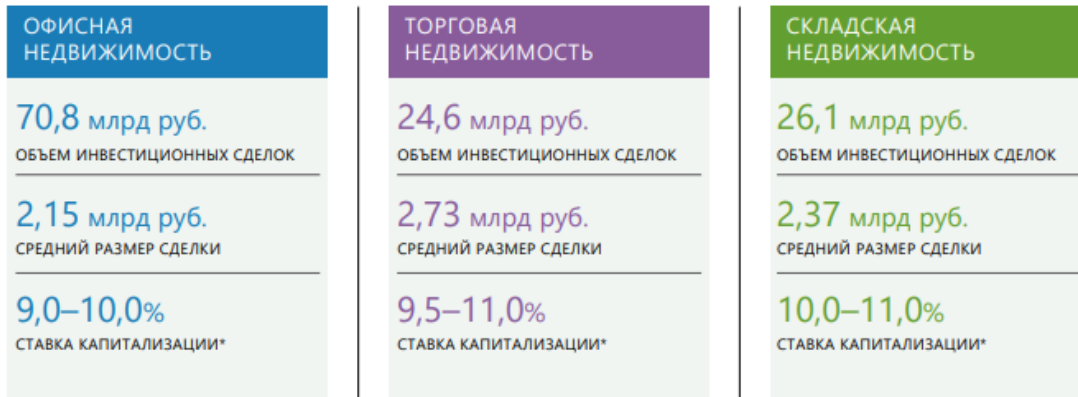 ОФИСНАЯ
НЕДВИЖИМОСТЬ
70,8 млрд руб.
ОБЪЕМ ИНВЕСТИЦИОННЫХ СДЕЛОК
2,15 млрд руб.
СРЕДНИЙ РАЗМЕР СДЕЛКИ
9,0–10,0%
СТАВКА КАПИТАЛИЗАЦИИ*
ТОРГОВАЯ
НЕДВИЖИМОСТЬ
24,6 млрд руб.
ОБЪЕМ ИНВЕСТИЦИОННЫХ СДЕЛОК
2,73 млрд руб.
СРЕДНИЙ РАЗМЕР СДЕЛКИ
9,5–11,0%
СТАВКА КАПИТАЛИЗАЦИИ*
СКЛАДСКАЯ
НЕДВИЖИМОСТЬ
26,1 млрд руб.
ОБЪЕМ ИНВЕСТИЦИОННЫХ СДЕЛОК
2,37 млрд руб.
СРЕДНИЙ РАЗМЕР СДЕЛКИ
10,0–11,0%
СТАВКА КАПИТАЛИЗАЦИИ*